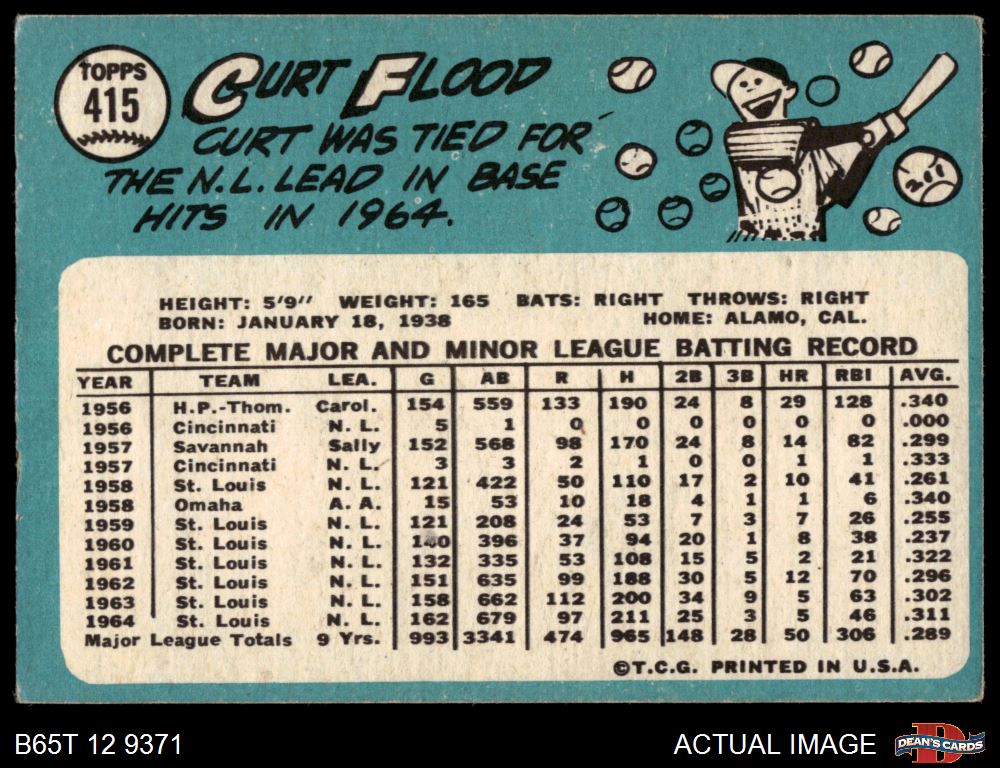 TOPPS
415
CURT FLOOD
CURT WAS TIED FOR
THE N.L. LEAD IN BASE
HITS IN 1964.
HEIGHT: 5'9" WEIGHT: 165 BATS: RIGHT THROWS: RIGHT
BORN: JANUARY 18, 1938 HOME: ALAMO, CAL.
COMPLETE MAJOR AND MINOR LEAGUE BATTING RECORD
YEAR TEAM LEA. G AB R H 2B 3B HR RBI AVG.
1956 H.P.-Thom. Carol. 154 559 133 190 24 8 29 128 .340
1956 Cincinnati N. L. 5 1 0 0 0 0 0 0 .000
1957 Savannah Sally 152 568 98 170 24 8 14 82 .299
1957 Cincinnati N. L. 3 3 2 1 0 0 1 1 .333
1958 St. Louis N. L. 121 422 50 110 17 2 10 41 .261
1958 Omaha A. A. 15 53 10 18 4 1 1 6 .340
1959 St. Louis N. L. 121 208 24 53 7 3 7 26 .255
1960 St. Louis N. L. 140 396 37 94 20 1 8 38 .237
1961 St. Louis N. L. 132 335 53 108 15 5 2 21 .322
1962 St. Louis N. L. 151 635 99 188 30 5 12 70 .296
1963 St. Louis N. L. 158 662 112 200 34 9 5 63 .302
1964 St. Louis N. L. 162 679 97 211 25 3 5 46 .311
Major League Totals 9 Yrs. 993 3341 474 965 148 28 50 306 .289
©T.C.G. PRINTED IN U.S.A.
B65T 12 9371
ACTUAL IMAGE
D
DEAN'S CARDS